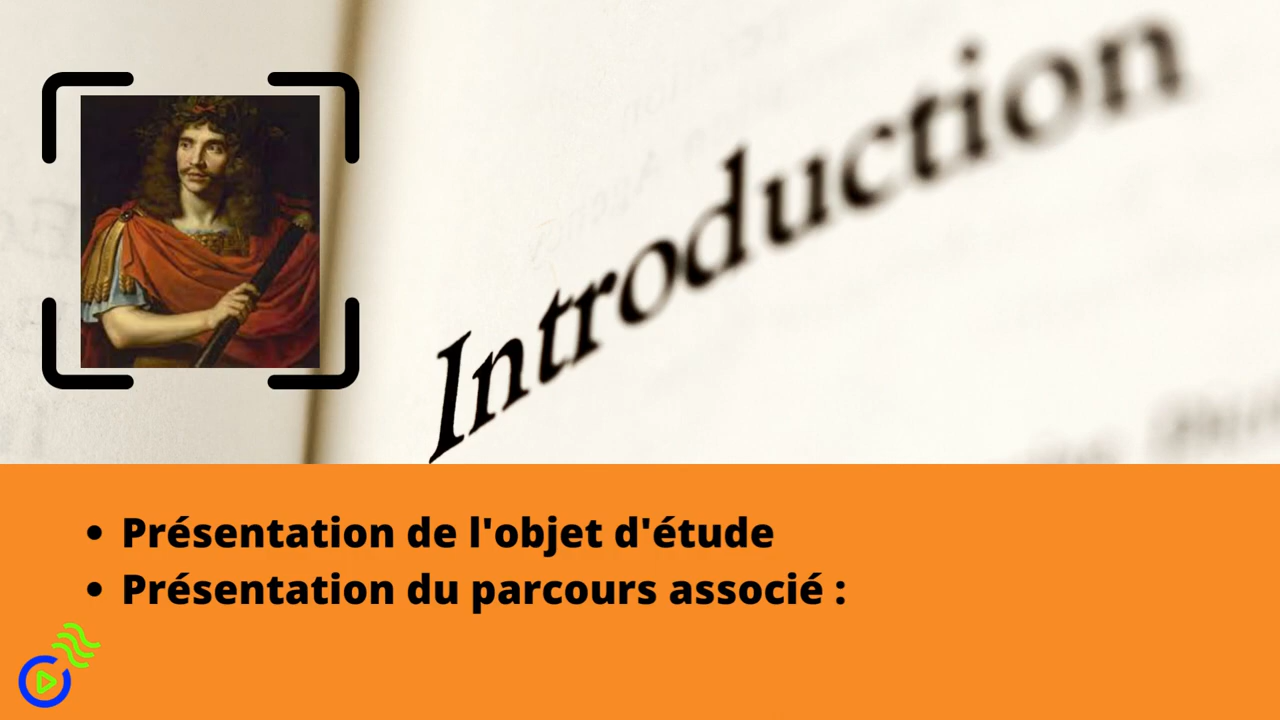 Introduction
• Présentation de l'objet d'étude
• Présentation du parcours associé :